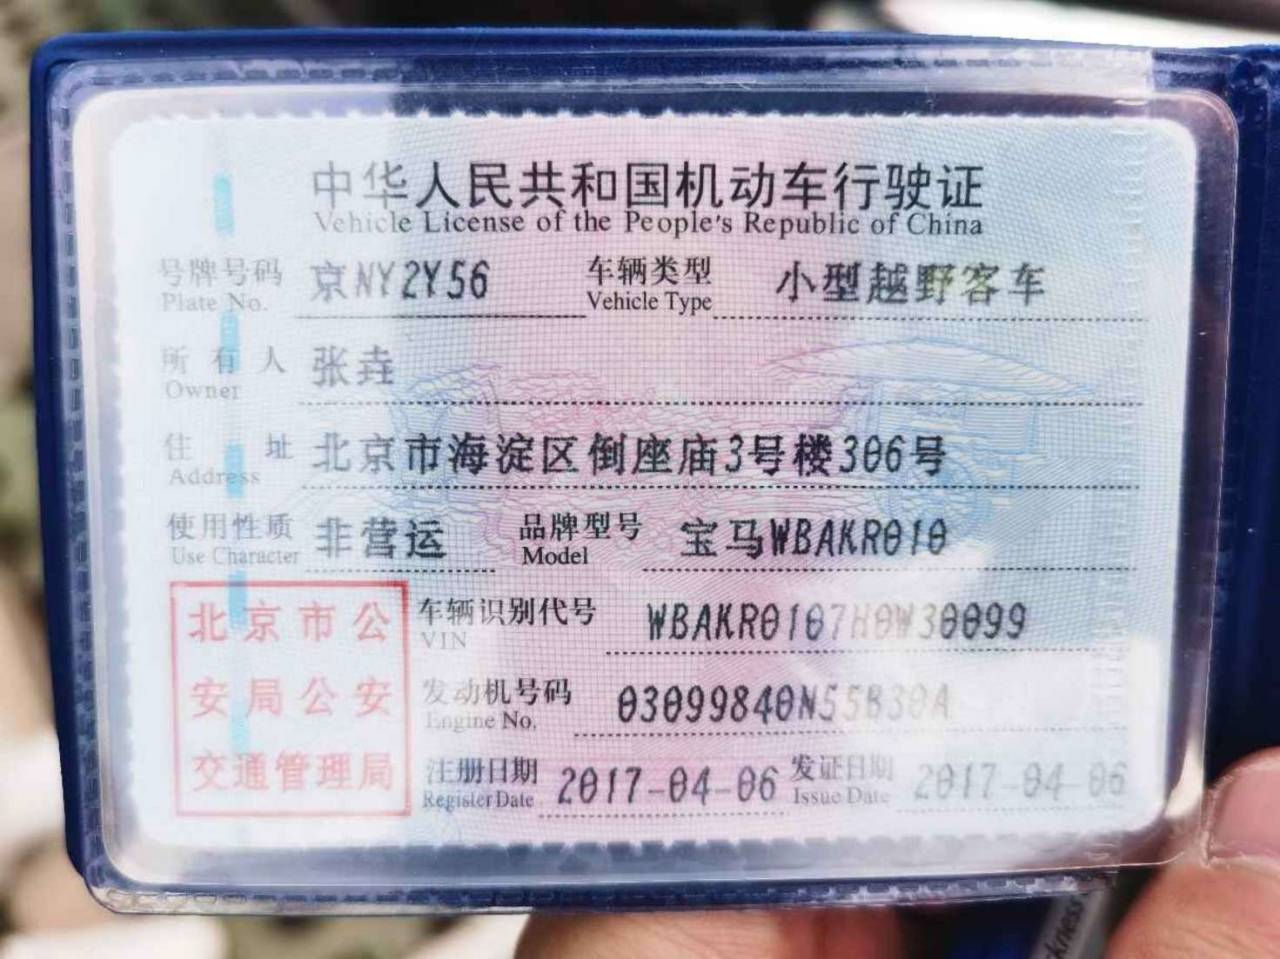 中华人民共和国机动车行驶证
Vehicle License of the People's Republic of China
号牌号码 京NY2Y56 车辆类型 小型越野客车
Plate No. Vehicle Type
所有人 张垚
Owner
住址 北京市海淀区倒座庙3号楼306号
Address
使用性质 非营运 品牌型号 宝马WBAKR010
Use Character Model
北京市公
安局公安
交通管理局
车辆识别代号 WBAKR0107H0W30099
VIN
发动机号码 03099840N55B30A
Engine No.
注册日期 2017-04-06 发证日期 2017-04-06
Register Date Issue Date